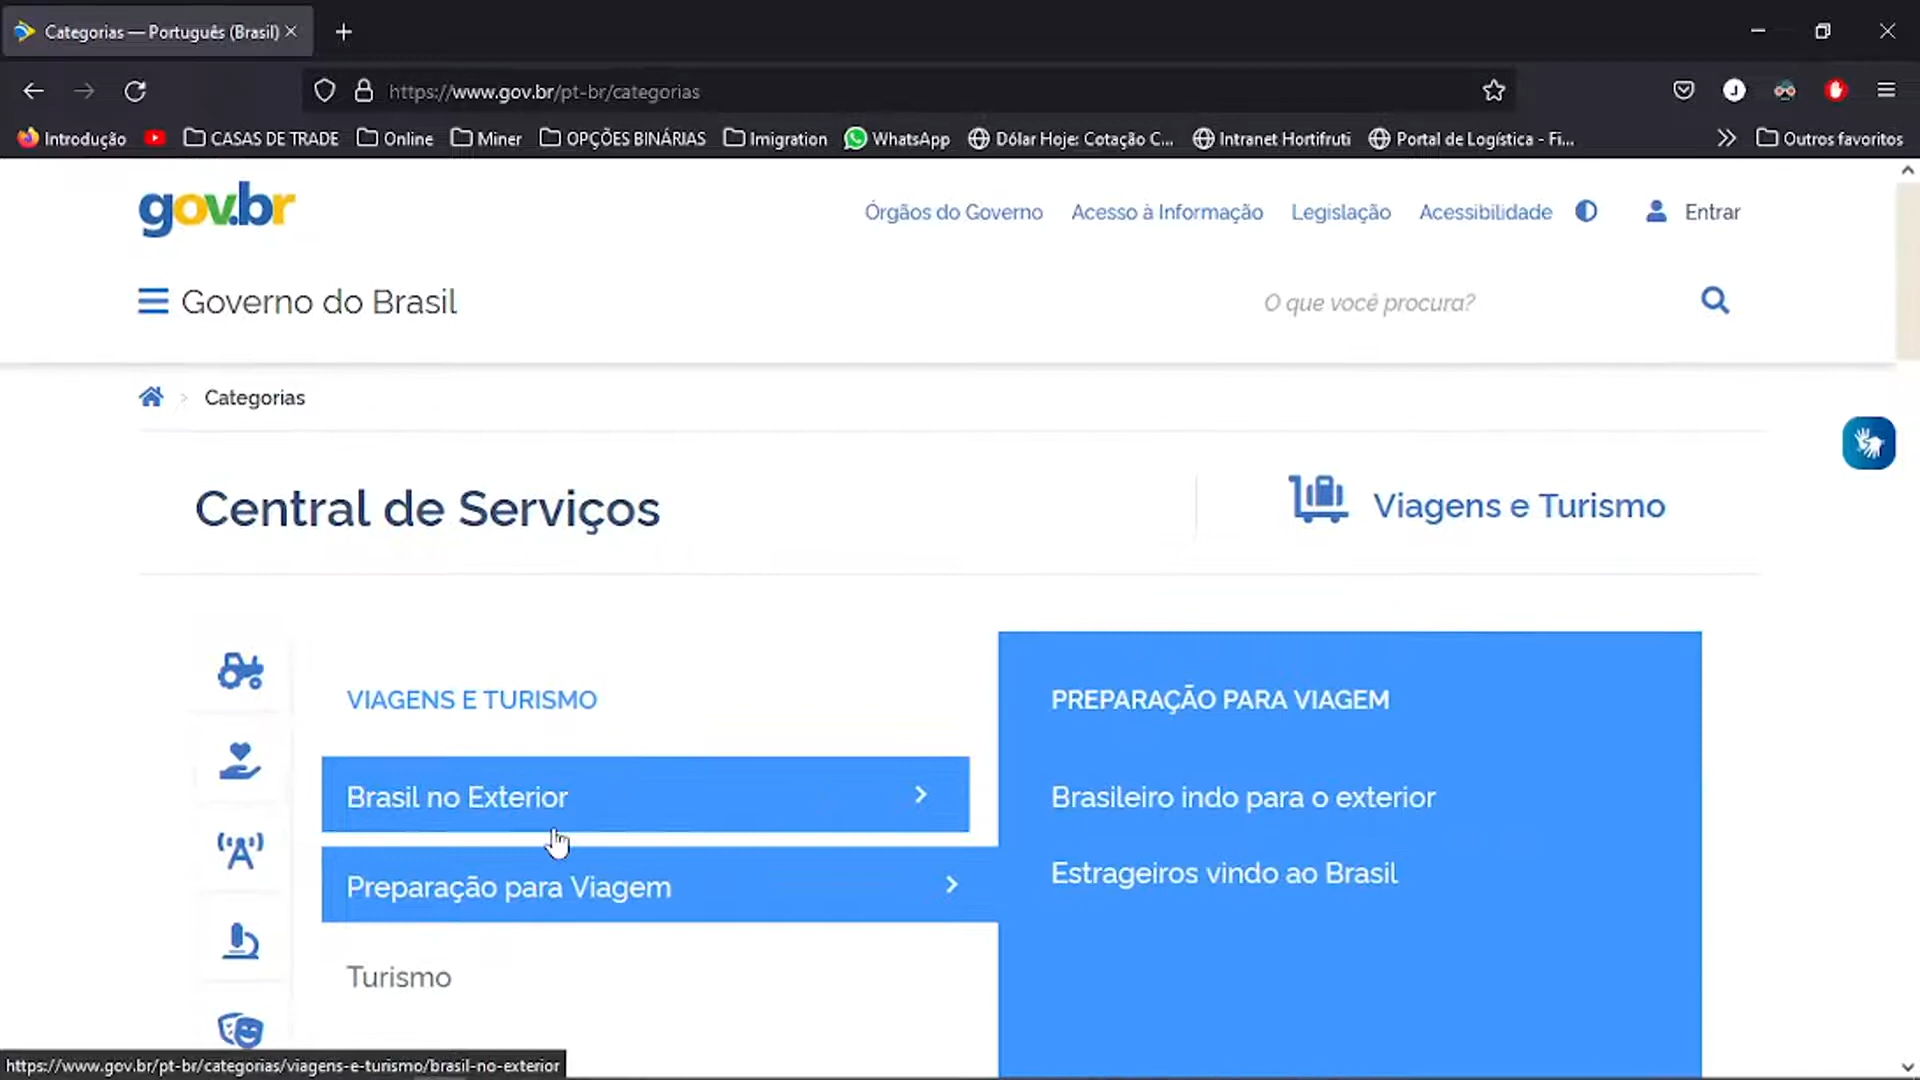 Categorias — Português (Brasil)
https://www.gov.br/pt-br/categorias
Introdução CASAS DE TRADE Online Miner OPÇÕES BINÁRIAS Imigration WhatsApp Dólar Hoje: Cotação C... Intranet Hortifruti Portal de Logística - Fi... Outros favoritos
gov.br
Órgãos do Governo Acesso à Informação Legislação Acessibilidade Entrar
Governo do Brasil
O que você procura?
Categorias
Central de Serviços
Viagens e Turismo
VIAGENS E TURISMO
Brasil no Exterior
Preparação para Viagem
Turismo
PREPARAÇÃO PARA VIAGEM
Brasileiro indo para o exterior
Estrageiros vindo ao Brasil
https://www.gov.br/pt-br/categorias/viagens-e-turismo/brasil-no-exterior